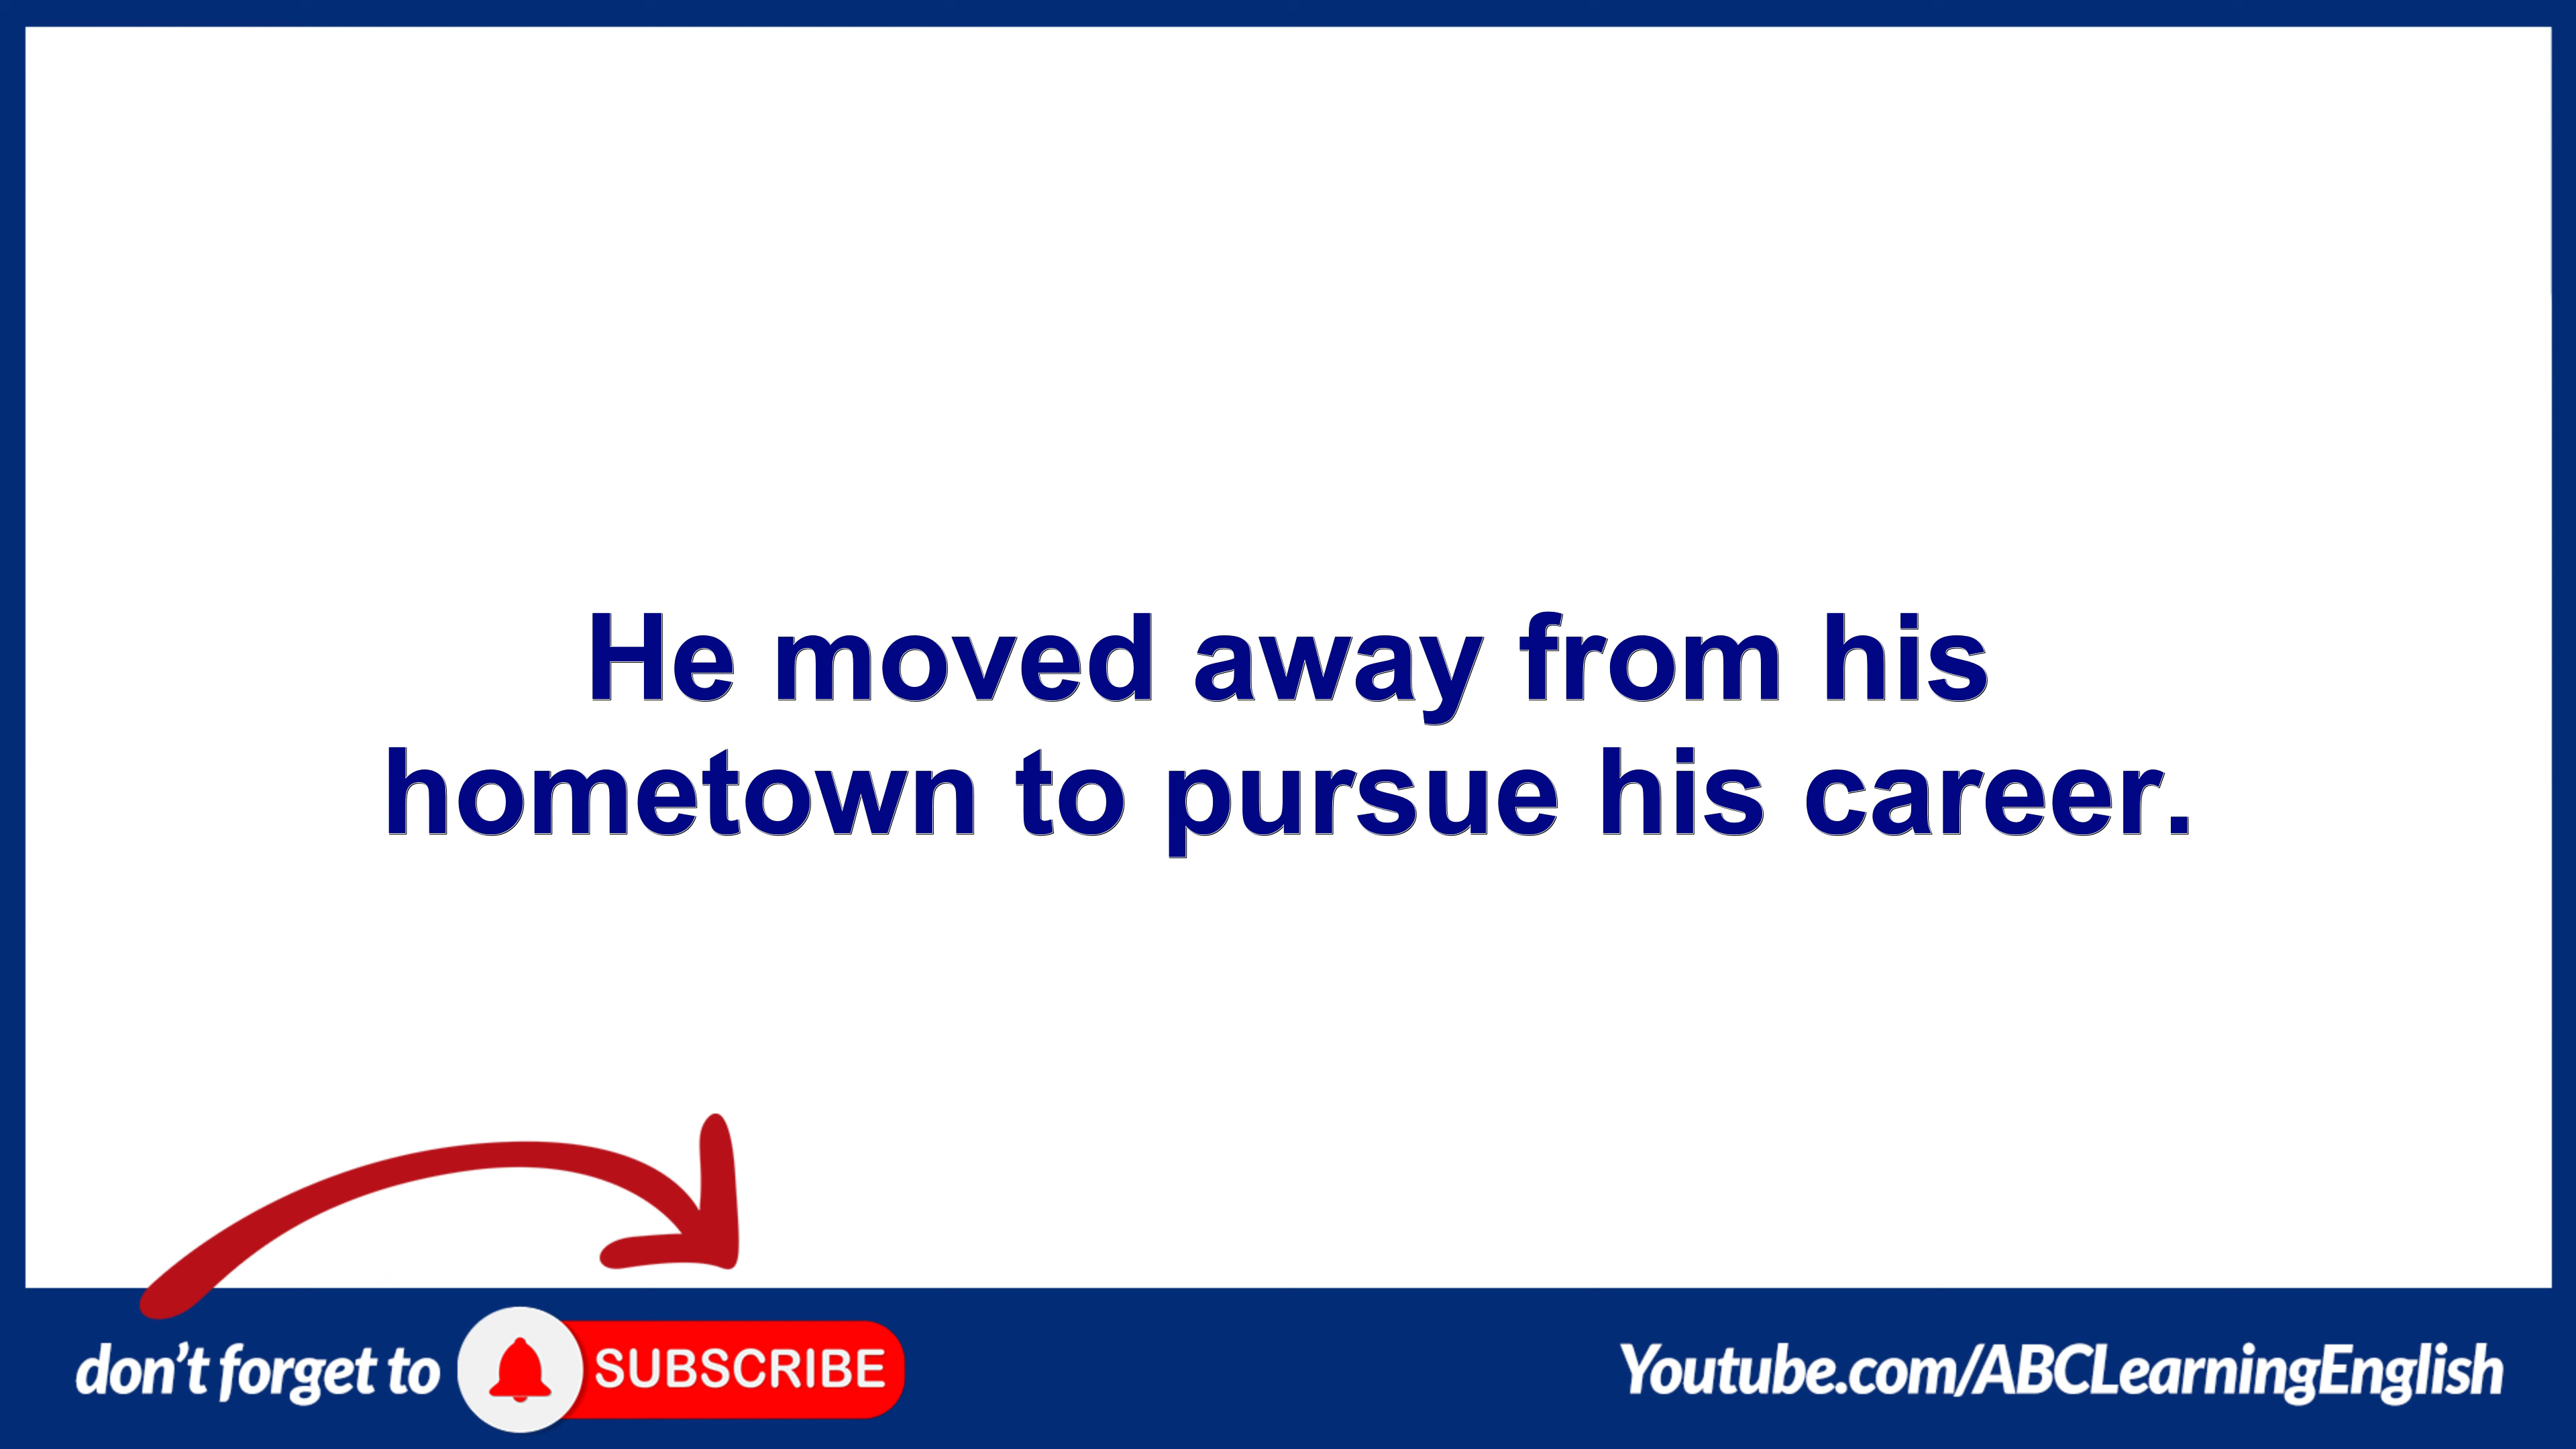 He moved away from his
hometown to pursue his career.
don't forget to SUBSCRIBE
Youtube.com/ABCLearningEnglish